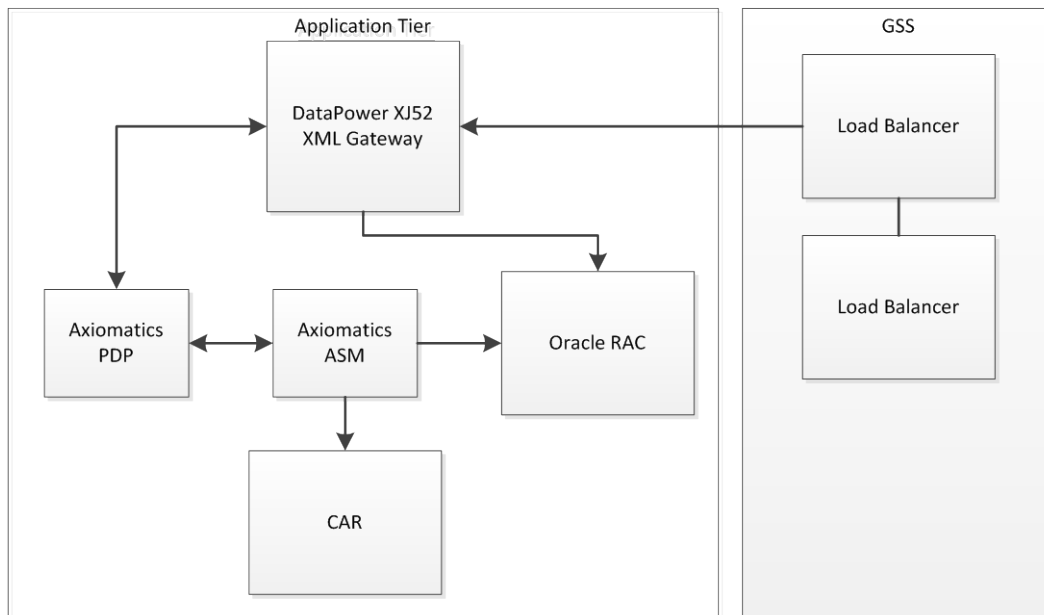 Application Tier
GSS
DataPower XJ52
XML Gateway
Load Balancer
Load Balancer
Axiomatics
PDP
Axiomatics
ASM
Oracle RAC
CAR